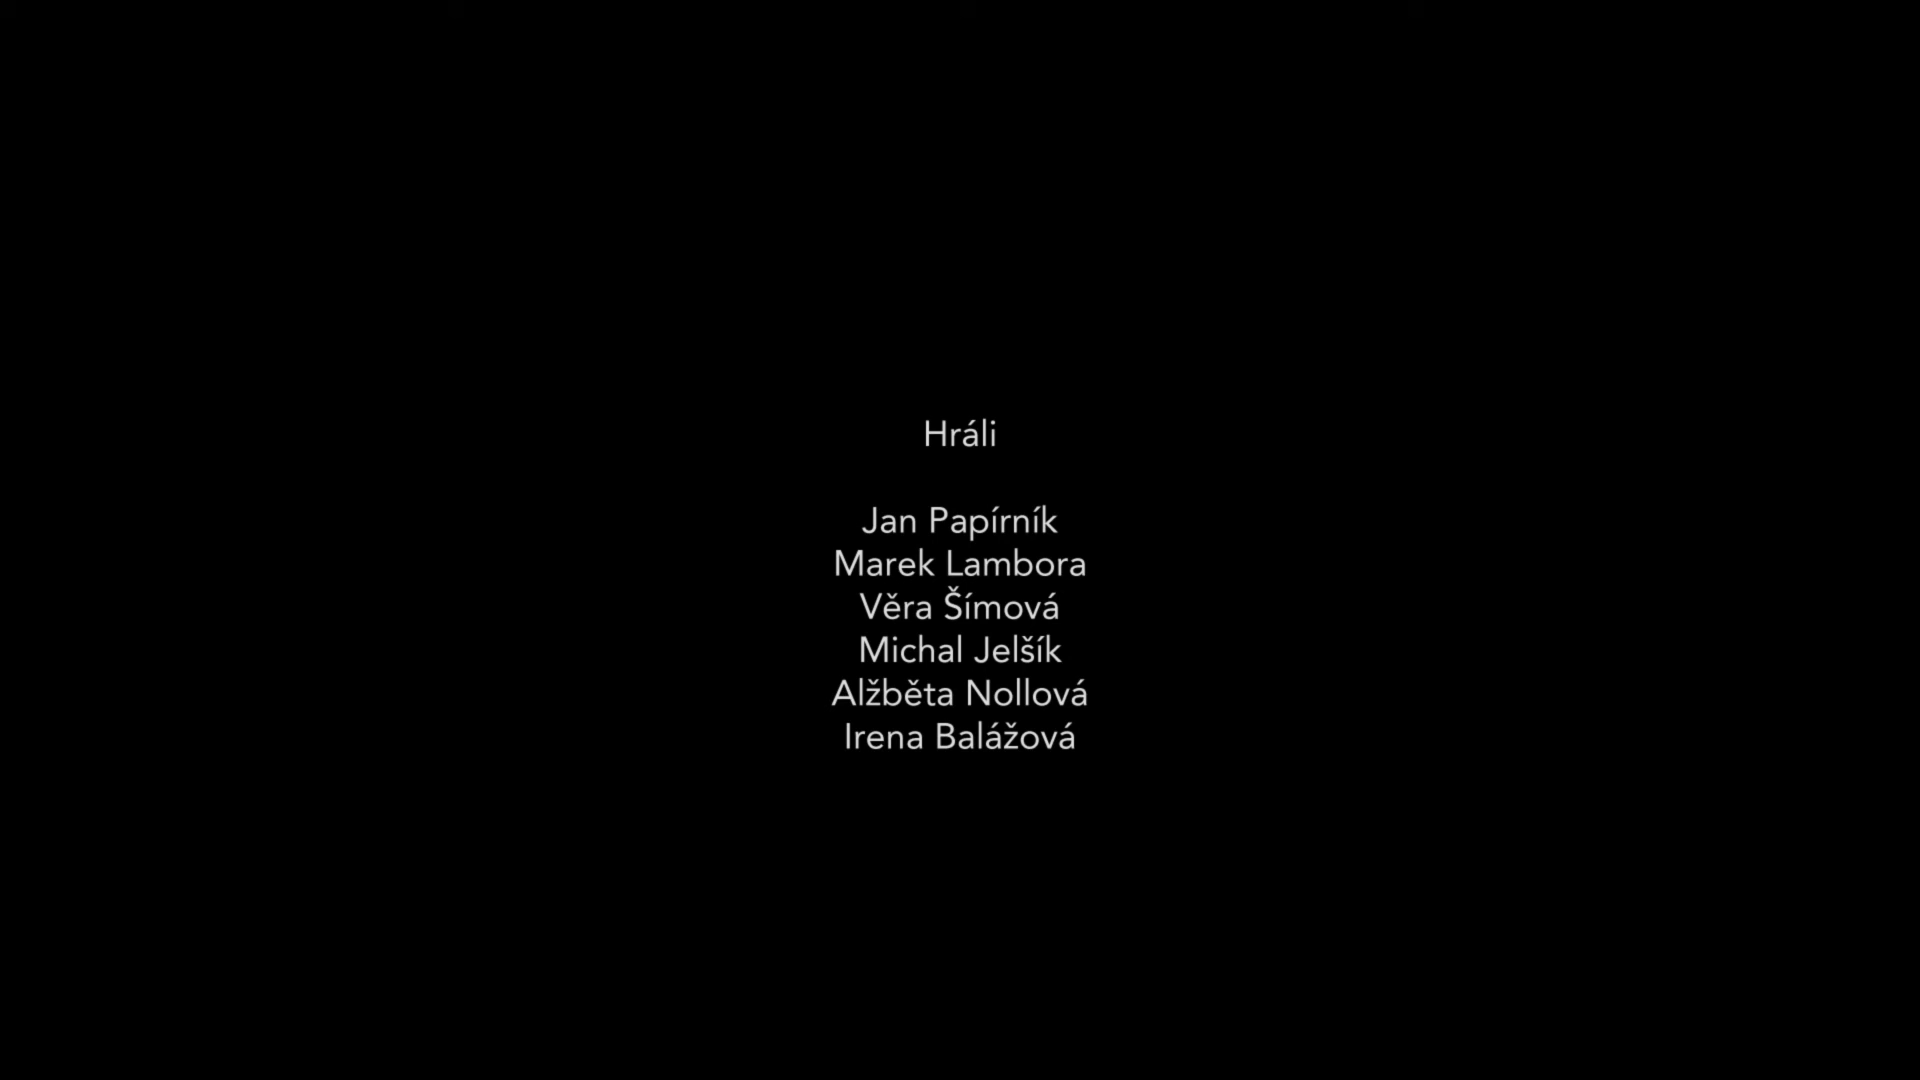 Hráli
Jan Papírník
Marek Lambora
Věra Šímová
Michal Jelšík
Alžběta Nollová
Irena Balážová